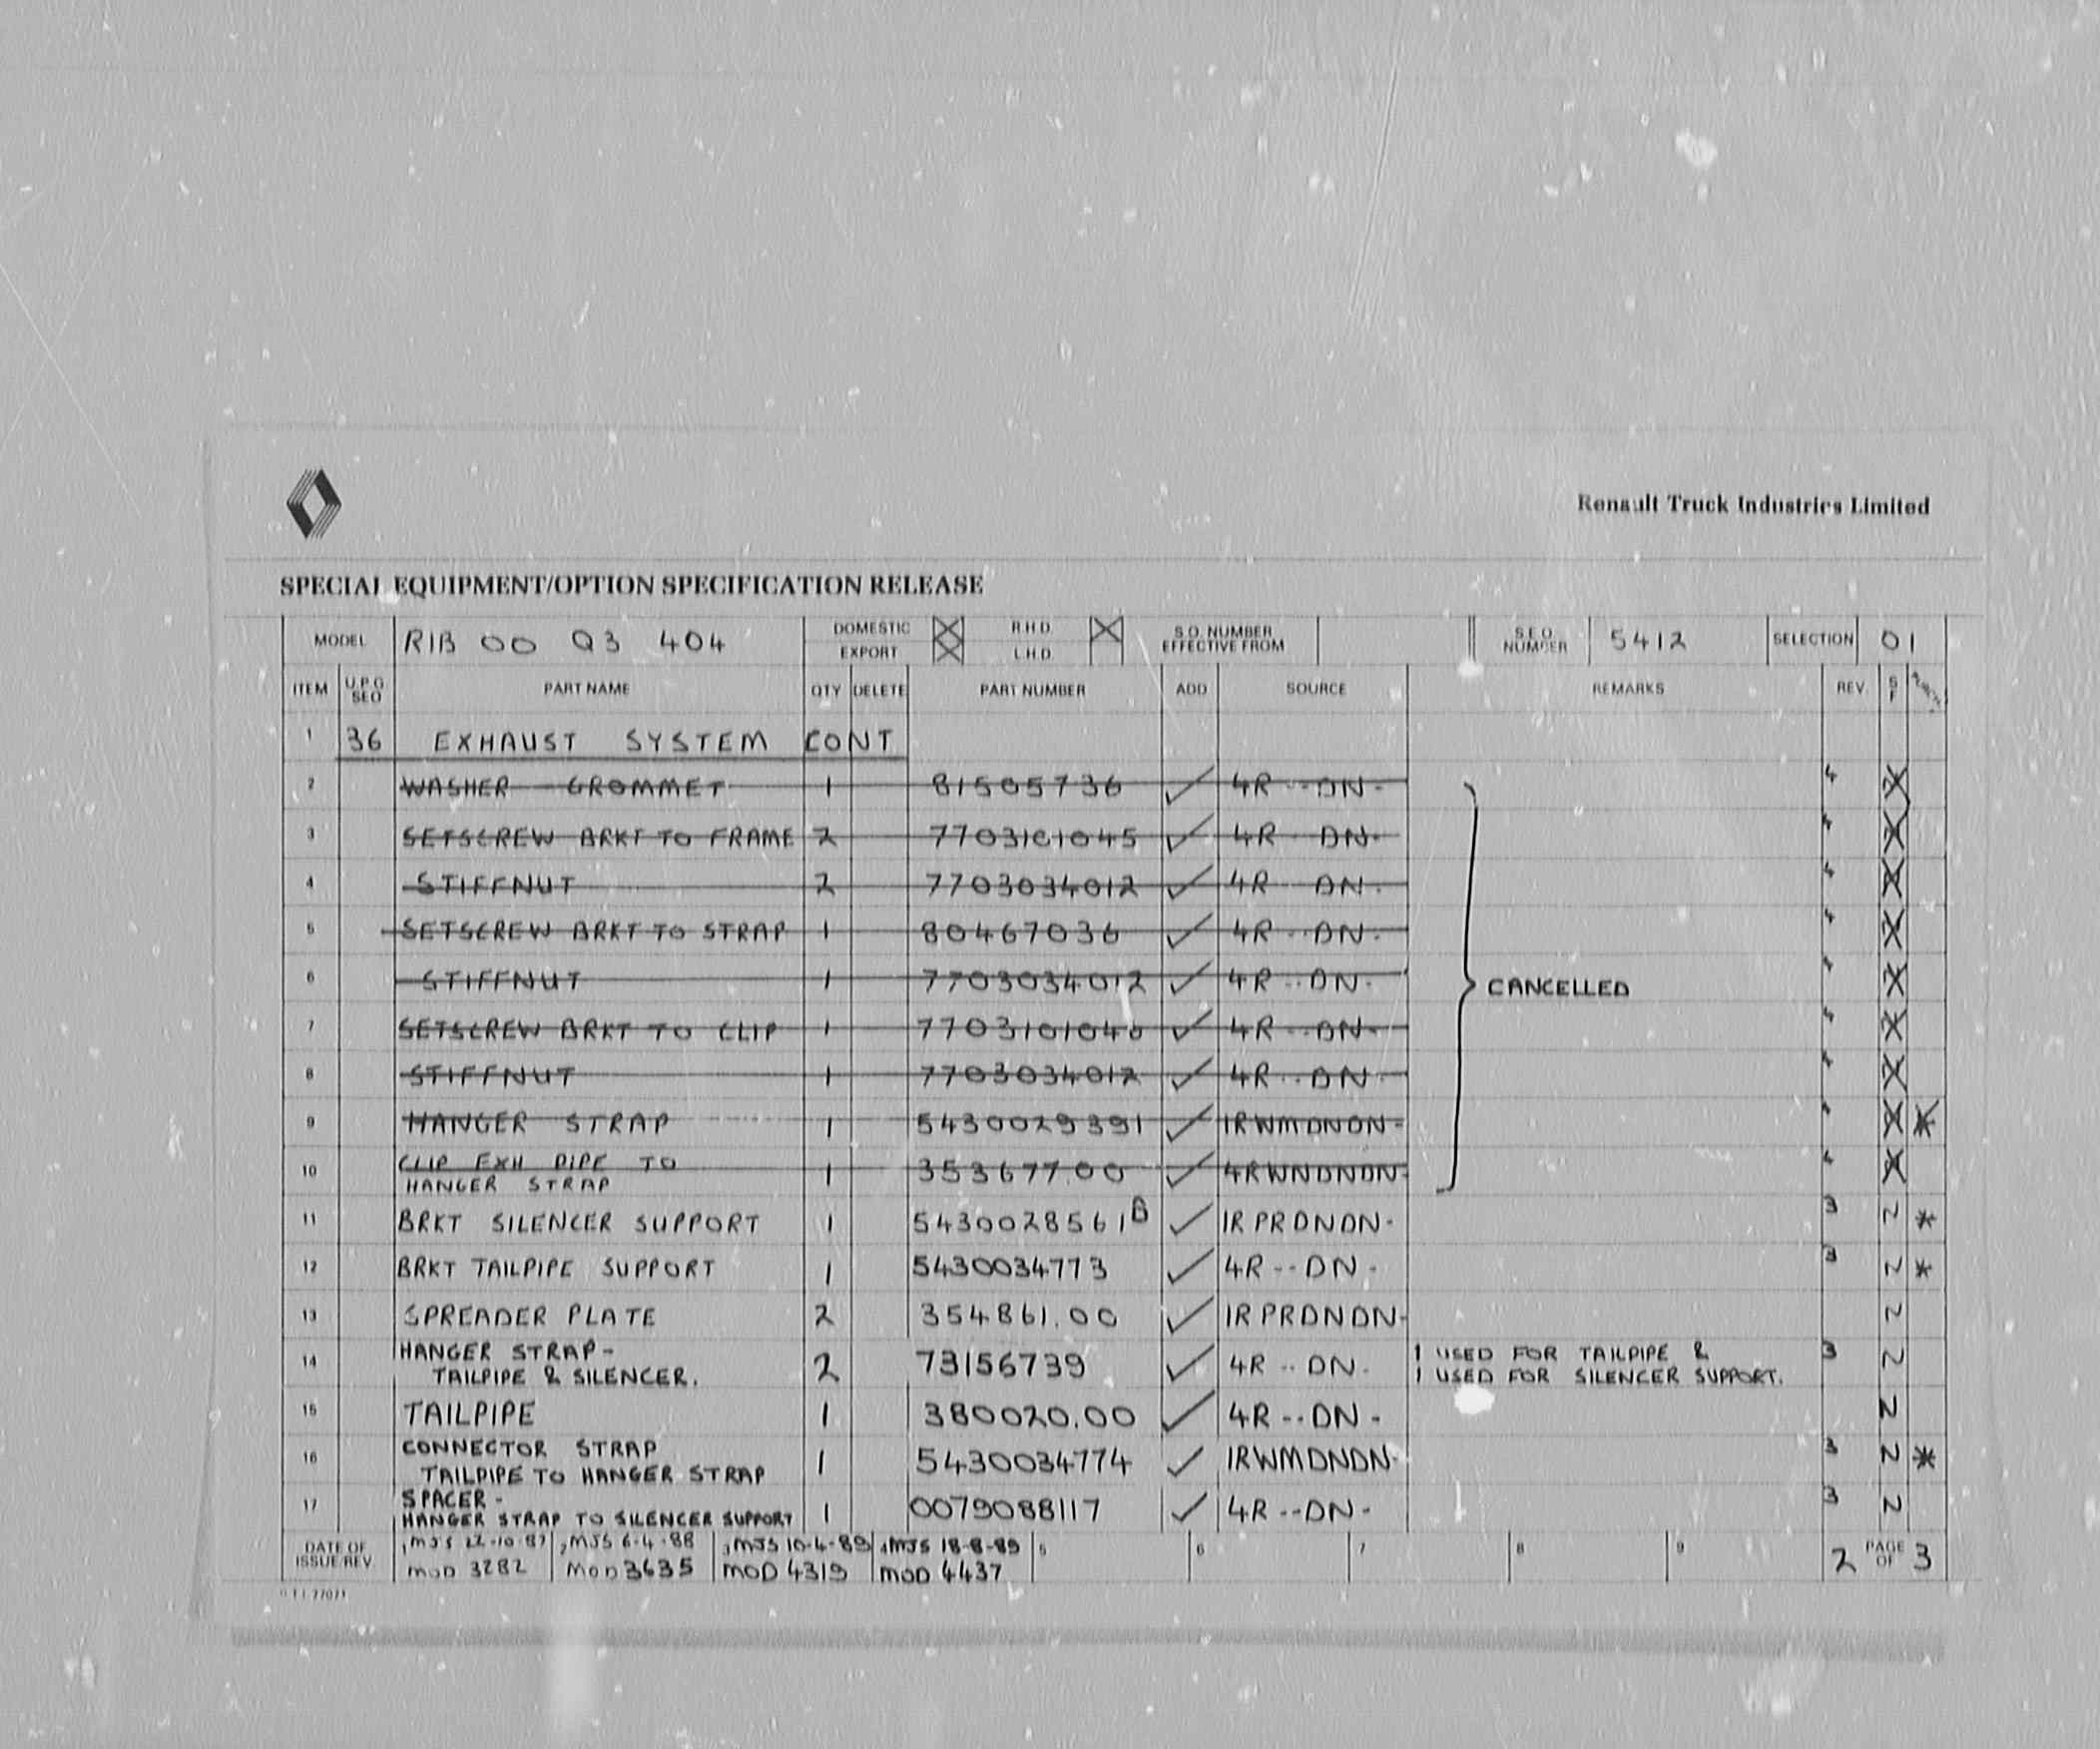 Renault Truck Industries Limited
SPECIAL EQUIPMENT/OPTION SPECIFICATION RELEASE
MODEL RIB 00 Q3 404 DOMESTIC EXPORT R.H.D. L.H.D. S.O. NUMBER EFFECTIVE FROM S.E.O. NUMBER 5412 SELECTION 01
ITEM U.P.G SEQ PART NAME QTY DELETE PART NUMBER ADD SOURCE REMARKS REV. S F
1 36 EXHAUST SYSTEM CONT
2 WASHER GROMMET 1 81505736 ✓ 4R--DN- 4
3 SETSCREW BRKT TO FRAME 2 7703101045 ✓ 4R--DN- 4
4 STIFFNUT 2 7703034012 ✓ 4R--DN- 4
5 SETSCREW BRKT TO STRAP 1 80467036 ✓ 4R--DN- 4
6 STIFFNUT 1 7703034012 ✓ 4R--DN- CANCELLED 4
7 SETSCREW BRKT TO CLIP 1 7703101046 ✓ 4R--DN- 4
8 STIFFNUT 1 7703034012 ✓ 4R--DN- 4
9 HANGER STRAP 1 5430029391 ✓ 1RWMDNDN- 4 *
10 CLIP EXH PIPE TO
HANGER STRAP 1 353677.00 ✓ 4RWNDNDN- 4
11 BRKT SILENCER SUPPORT 1 5430028561B ✓ 1RPRDNDN- 3 N *
12 BRKT TAILPIPE SUPPORT 1 5430034773 ✓ 4R--DN- 3 N *
13 SPREADER PLATE 2 354861.00 ✓ 1RPRDNDN- N
14 HANGER STRAP- 1 USED FOR TAILPIPE &
TAILPIPE & SILENCER. 2 73156739 ✓ 4R--DN- 1 USED FOR SILENCER SUPPORT. 3 N
15 TAILPIPE 1 380020.00 ✓ 4R--DN- N
16 CONNECTOR STRAP
TAILPIPE TO HANGER STRAP 1 5430034774 ✓ 1RWMDNDN- 3 N *
17 SPACER-
HANGER STRAP TO SILENCER SUPPORT 1 0079088117 ✓ 4R--DN- 3 N
DATE OF ISSUE/REV. 1 MJS 22-10-87 2 MJS 6-4-88 3 MJS 10-4-89 4 MJS 18-8-89 5 6 7 8 9 2 PAGE OF 3
MOD 3282 MOD 3635 MOD 4319 MOD 4437